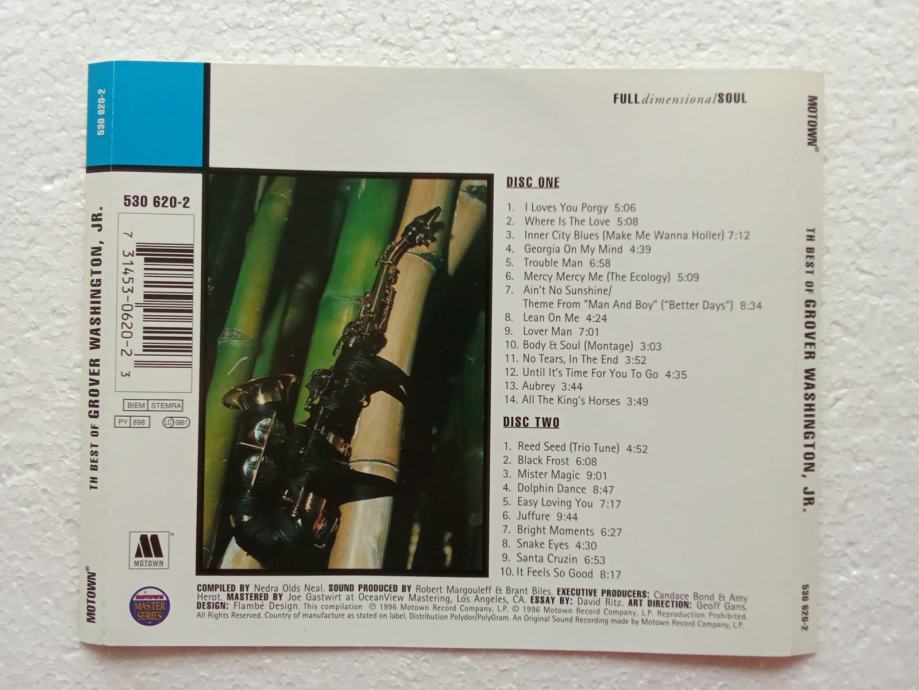 530 620-2
FULLdimensional/SOUL
MOTOWN®
530 620-2
7 31453-0620-2 3
BIEM STEMRA
PY 898
LC 0881
TH BEST OF GROVER WASHINGTON, JR.
MOTOWN®
MOTOWN®
MOTOWN
MASTER
SERIES
DISC ONE
1. I Loves You Porgy 5:06
2. Where Is The Love 5:08
3. Inner City Blues (Make Me Wanna Holler) 7:12
4. Georgia On My Mind 4:39
5. Trouble Man 6:58
6. Mercy Mercy Me (The Ecology) 5:09
7. Ain't No Sunshine/
Theme From "Man And Boy" ("Better Days") 8:34
8. Lean On Me 4:24
9. Lover Man 7:01
10. Body & Soul (Montage) 3:03
11. No Tears, In The End 3:52
12. Until It's Time For You To Go 4:35
13. Aubrey 3:44
14. All The King's Horses 3:49
DISC TWO
1. Reed Seed (Trio Tune) 4:52
2. Black Frost 6:08
3. Mister Magic 9:01
4. Dolphin Dance 8:47
5. Easy Loving You 7:17
6. Juffure 9:44
7. Bright Moments 6:27
8. Snake Eyes 4:30
9. Santa Cruzin 6:53
10. It Feels So Good 8:17
COMPILED BY Nedra Olds Neal. SOUND PRODUCED BY Robert Margouleff & Brant Biles. EXECUTIVE PRODUCERS: Candace Bond & Amy
Herot. MASTERED BY Joe Gastwirt at OceanView Mastering, Los Angeles, CA. ESSAY BY: David Ritz. ART DIRECTION: Geoff Gans.
DESIGN: Flambé Design. This compilation ℗ 1996 Motown Record Company, L.P. © 1996 Motown Record Company, L.P. Reproduction Prohibited.
All Rights Reserved. Country of manufacture as stated on label. Distribution Polydor/PolyGram. An Original Sound Recording made by Motown Record Company, L.P.
TH BEST OF GROVER WASHINGTON, JR.
530 620-2